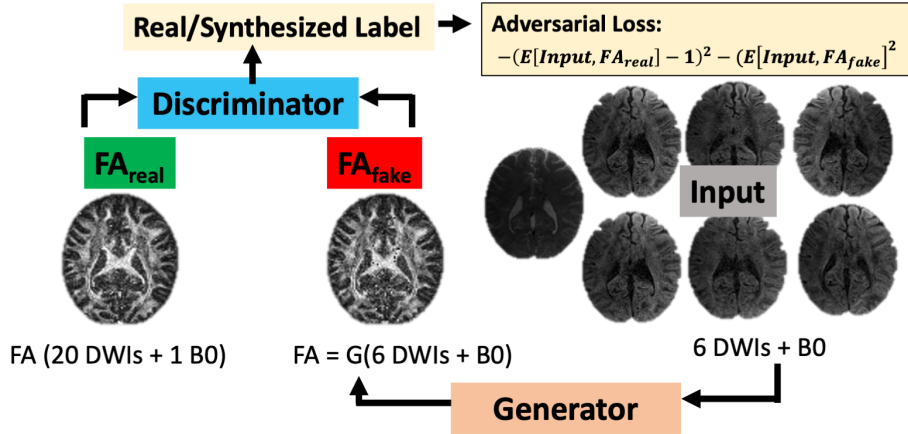 Real/Synthesized Label
Adversarial Loss:
−(E[Input, FA_real] − 1)² − (E[Input, FA_fake]²
Discriminator
FA_real
FA_fake
Input
FA (20 DWIs + 1 B0)
FA = G(6 DWIs + B0)
6 DWIs + B0
Generator